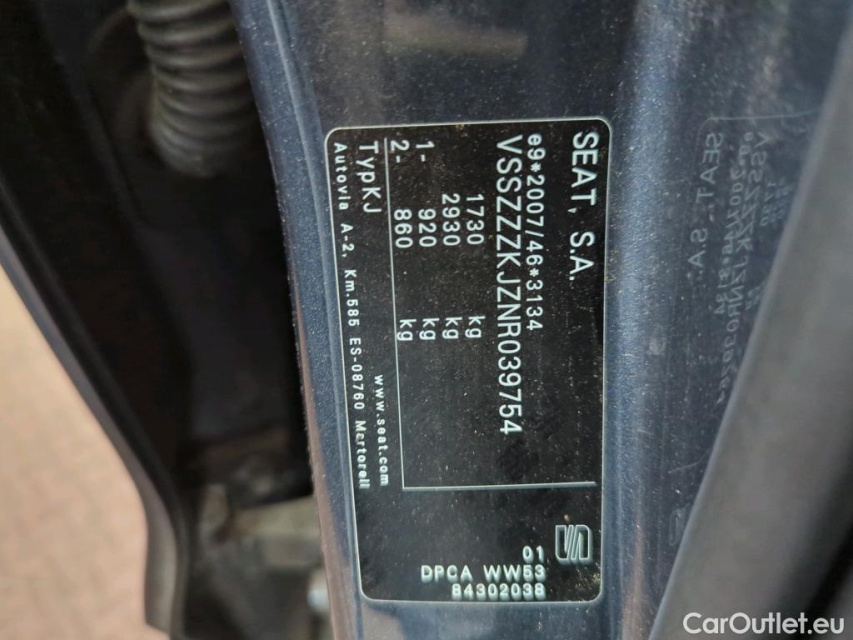 SEAT, S.A.
e9*2007/46*3134
VSSZZZKJZNR039754
1730 kg
2930 kg
1- 920 kg
2- 860 kg
TypKJ
www.seat.com
Autovia A-2, Km.585 ES-08760 Martorell
01
DPCA WW53
84302038
CarOutlet.eu